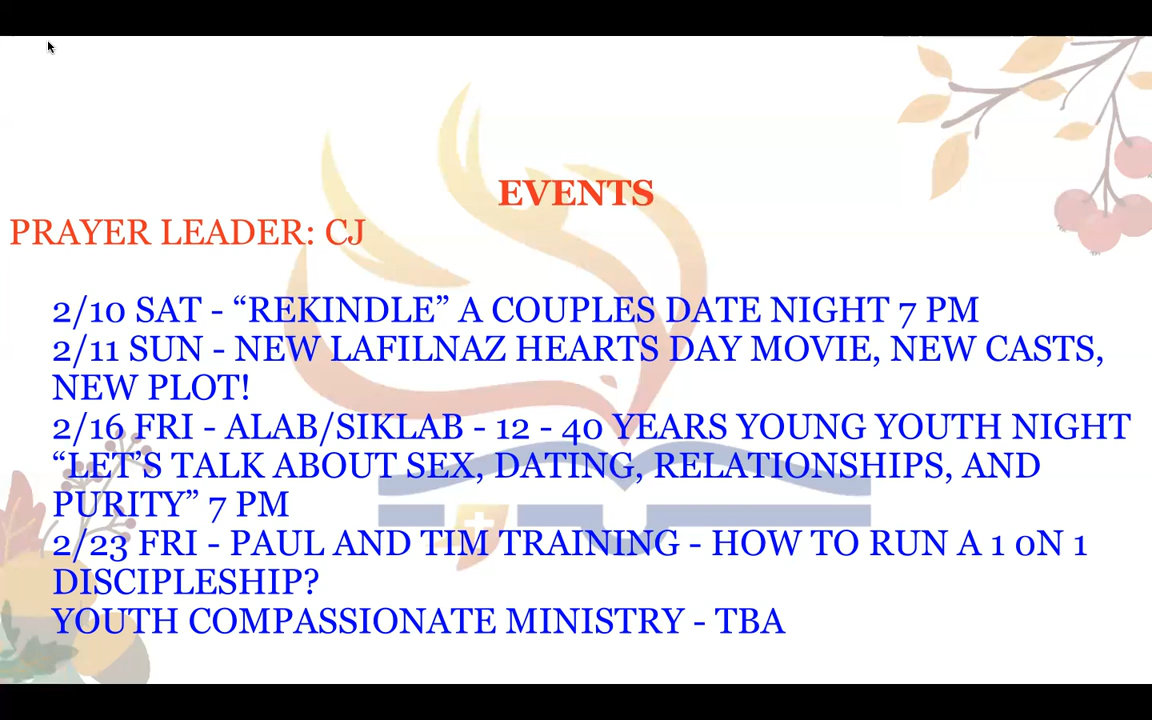 EVENTS
PRAYER LEADER: CJ
2/10 SAT - “REKINDLE” A COUPLES DATE NIGHT 7 PM
2/11 SUN - NEW LAFILNAZ HEARTS DAY MOVIE, NEW CASTS,
NEW PLOT!
2/16 FRI - ALAB/SIKLAB - 12 - 40 YEARS YOUNG YOUTH NIGHT
“LET’S TALK ABOUT SEX, DATING, RELATIONSHIPS, AND
PURITY” 7 PM
2/23 FRI - PAUL AND TIM TRAINING - HOW TO RUN A 1 0N 1
DISCIPLESHIP?
YOUTH COMPASSIONATE MINISTRY - TBA